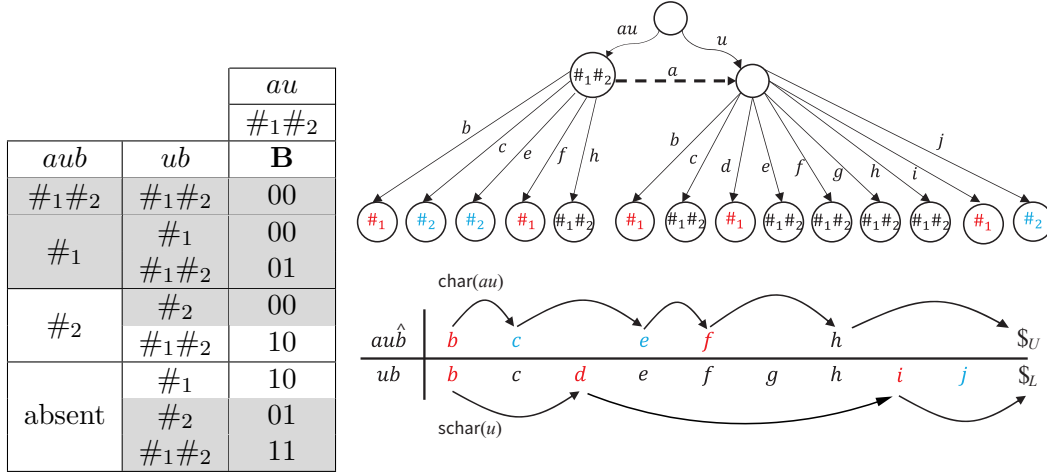 au
#₁#₂
aub ub B
#₁#₂ #₁#₂ 00
#₁ #₁ 00
#₁#₂ 01
#₂ #₂ 00
#₁#₂ 10
absent #₁ 10
#₂ 01
#₁#₂ 11
au u
#₁#₂ a
b c e f h b c d e f g h i j
#₁ #₂ #₂ #₁ #₁#₂ #₁ #₁#₂ #₁ #₁#₂ #₁#₂ #₁#₂ #₁#₂ #₁ #₂
char(au)
aub̂ b c e f h $U
ub b c d e f g h i j $L
schar(u)